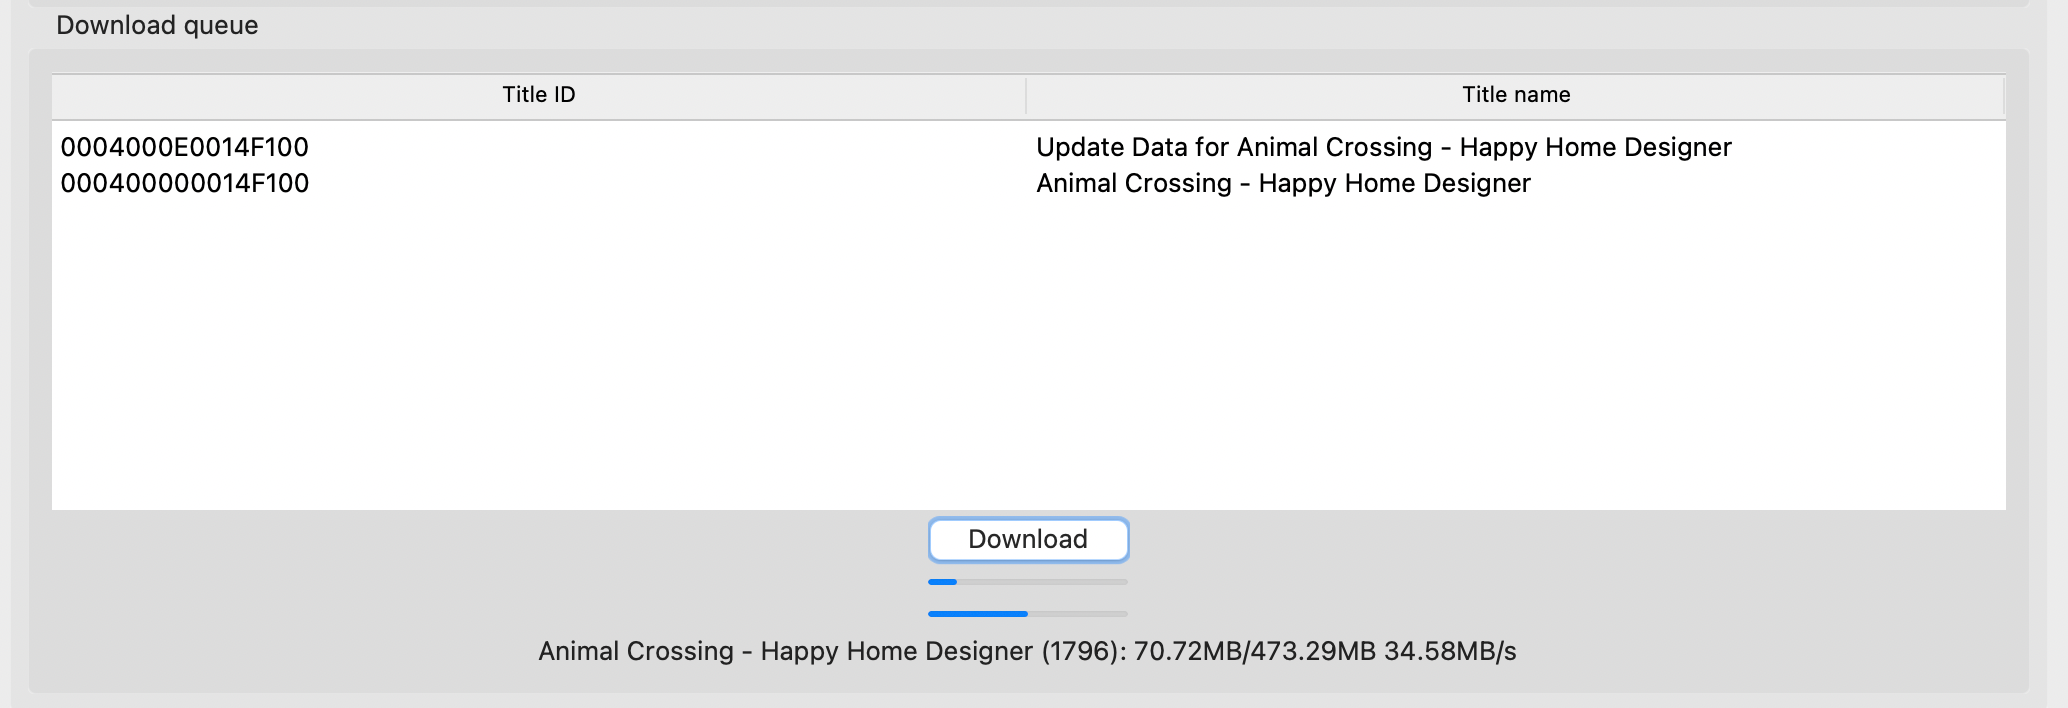 Download queue
Title ID Title name
0004000E0014F100 Update Data for Animal Crossing - Happy Home Designer
000400000014F100 Animal Crossing - Happy Home Designer
Download
Animal Crossing - Happy Home Designer (1796): 70.72MB/473.29MB 34.58MB/s